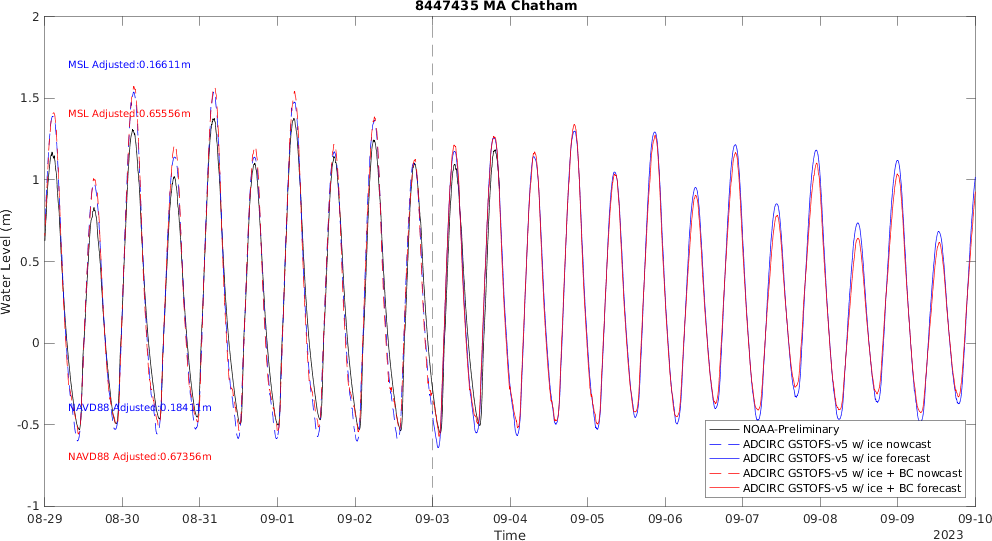 8447435 MA Chatham
2
1.5
1
0.5
0
-0.5
-1
Water Level (m)
MSL Adjusted:0.16611m
MSL Adjusted:0.65556m
NAVD88 Adjusted:0.18411m
NAVD88 Adjusted:0.67356m
NOAA-Preliminary
ADCIRC GSTOFS-v5 w/ ice nowcast
ADCIRC GSTOFS-v5 w/ ice forecast
ADCIRC GSTOFS-v5 w/ ice + BC nowcast
ADCIRC GSTOFS-v5 w/ ice + BC forecast
08-29 08-30 08-31 09-01 09-02 09-03 09-04 09-05 09-06 09-07 09-08 09-09 09-10
Time
2023